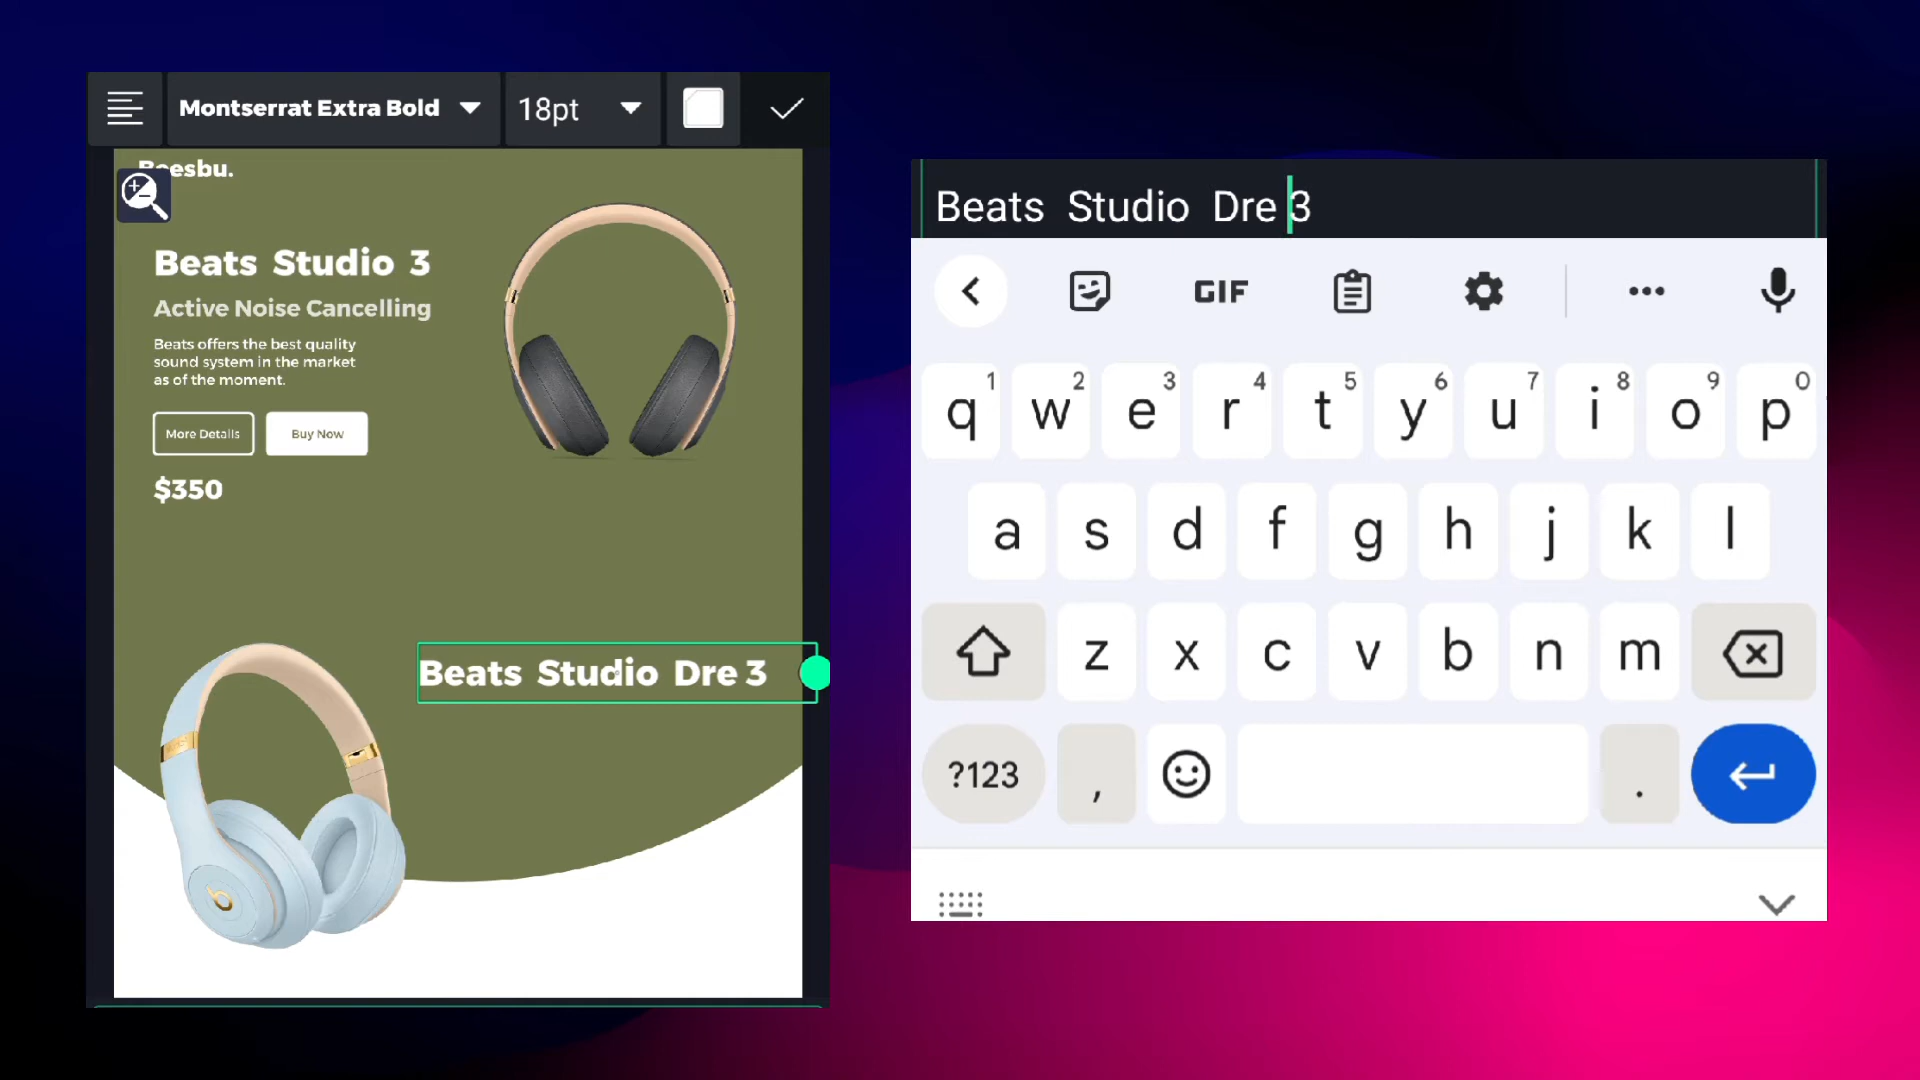 Montserrat Extra Bold
18pt
Beesbu.
Beats Studio 3
Active Noise Cancelling
Beats offers the best quality
sound system in the market
as of the moment.
More Details
Buy Now
$350
Beats Studio Dre 3
Beats Studio Dre 3
GIF
1 2 3 4 5 6 7 8 9 0
q w e r t y u i o p
a s d f g h j k l
z x c v b n m
?123 , .